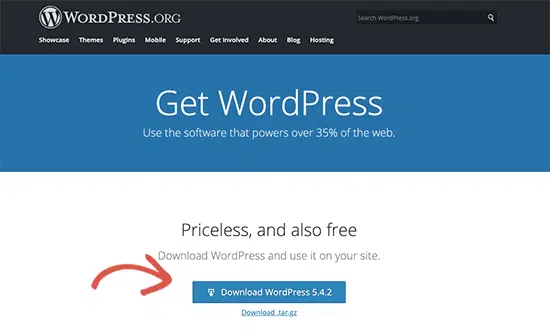 WORDPRESS.ORG
Search WordPress.org
Showcase Themes Plugins Mobile Support Get Involved About Blog Hosting
Get WordPress
Use the software that powers over 35% of the web.
Priceless, and also free
Download WordPress and use it on your site.
Download WordPress 5.4.2
Download .tar.gz